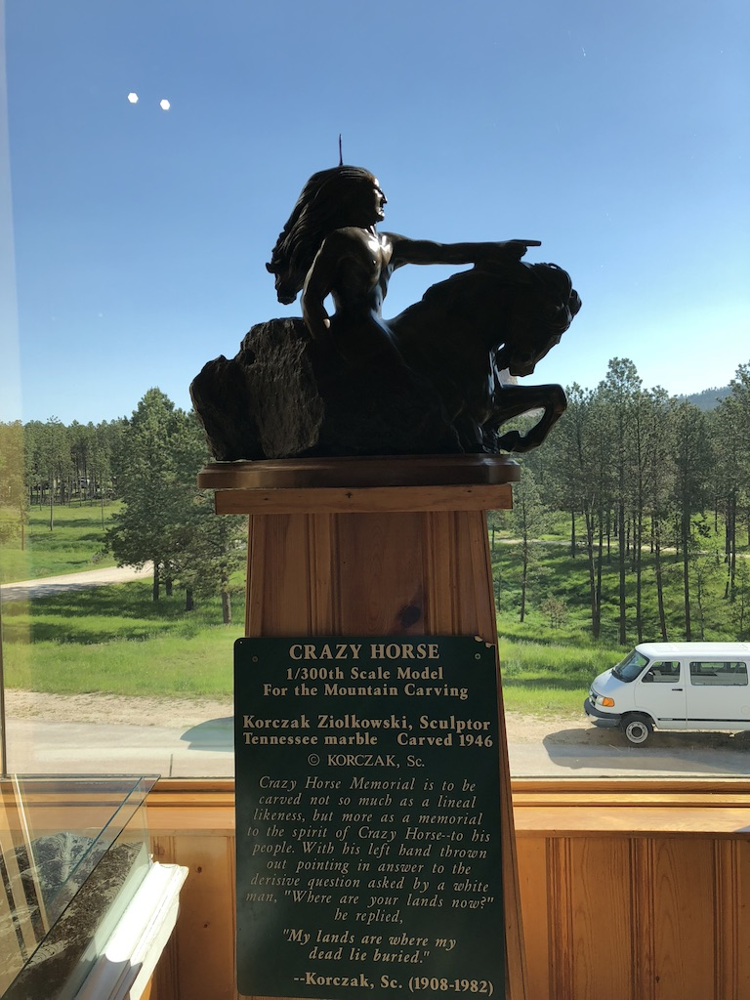 CRAZY HORSE
1/300th Scale Model
For the Mountain Carving
Korczak Ziolkowski, Sculptor
Tennessee marble Carved 1946
© KORCZAK, Sc.
Crazy Horse Memorial is to be
carved not so much as a lineal
likeness, but more as a memorial
to the spirit of Crazy Horse--to his
people. With his left hand thrown
out pointing in answer to the
derisive question asked by a white
man, "Where are your lands now?"
he replied,
"My lands are where my
dead lie buried."
--Korczak, Sc. (1908-1982)